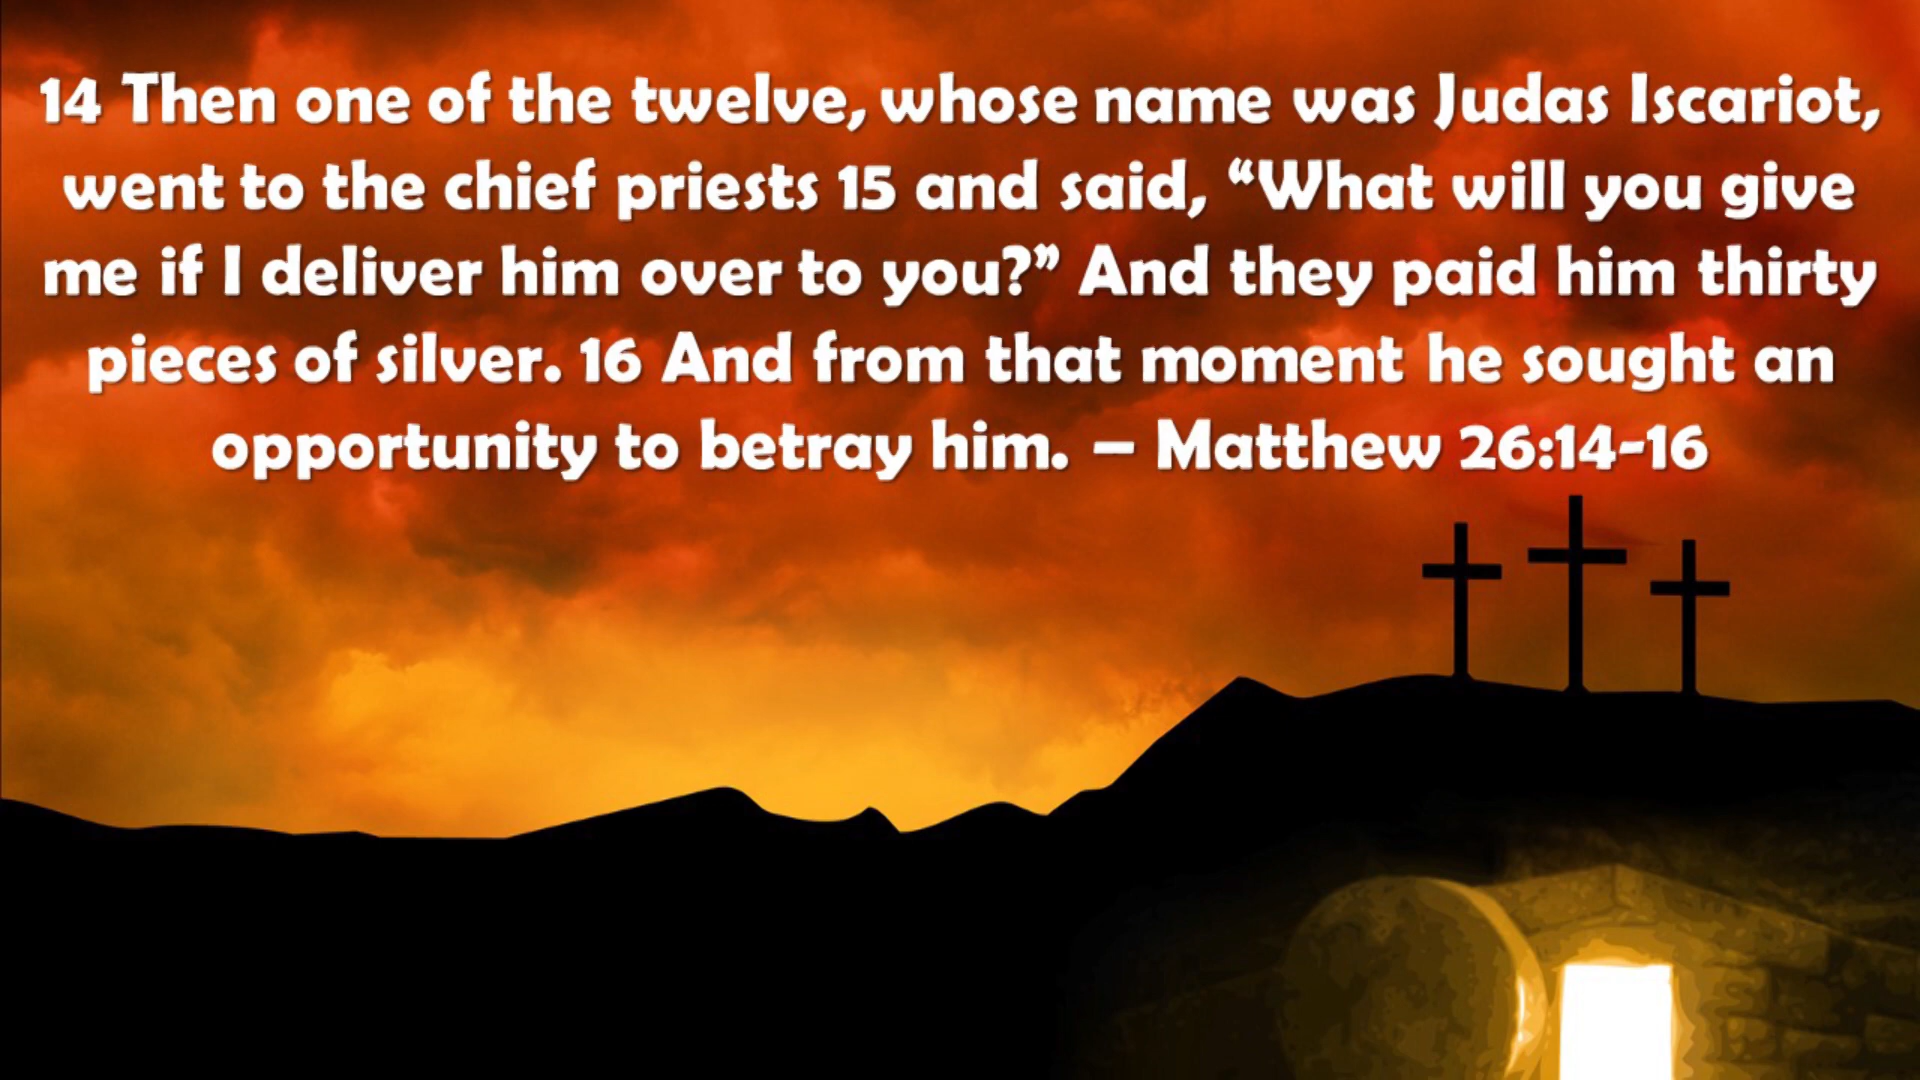 14 Then one of the twelve, whose name was Judas Iscariot,
went to the chief priests 15 and said, “What will you give
me if I deliver him over to you?” And they paid him thirty
pieces of silver. 16 And from that moment he sought an
opportunity to betray him. – Matthew 26:14-16